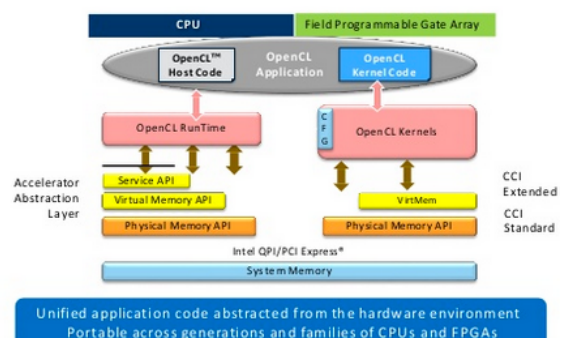 CPU
Field Programmable Gate Array
OpenCL™
Host Code
OpenCL
Application
OpenCL
Kernel Code
OpenCL RunTime
C
F
G
OpenCL Kernels
Accelerator
Abstraction
Layer
Service API
Virtual Memory API
Physical Memory API
VirtMem
Physical Memory API
CCI
Extended
CCI
Standard
Intel QPI/PCI Express®
System Memory
Unified application code abstracted from the hardware environment
Portable across generations and families of CPUs and FPGAs